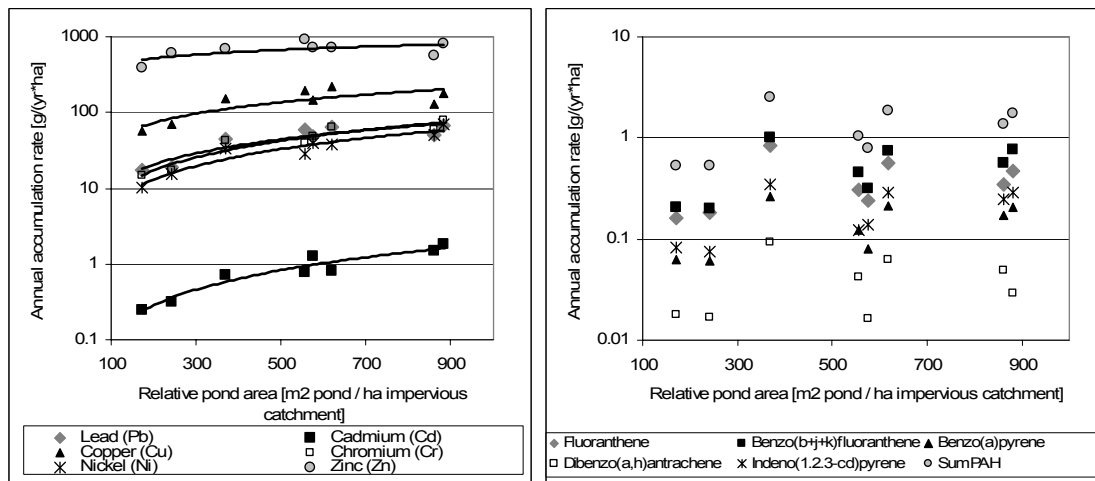 Annual accumulation rate [g/(yr*ha]
1000
100
10
1
0.1
100 300 500 700 900
Relative pond area [m2 pond / ha impervious
catchment]
Lead (Pb) Cadmium (Cd)
Copper (Cu) Chromium (Cr)
Nickel (Ni) Zinc (Zn)
Annual accumulation rate [g/(yr*ha]
10
1
0.1
0.01
100 300 500 700 900
Relative pond area [m2 pond / ha impervious
catchment]
Fluoranthene Benzo(b+j+k)fluoranthene Benzo(a)pyrene
Dibenzo(a,h)antrachene Indeno(1.2.3-cd)pyrene Sum PAH